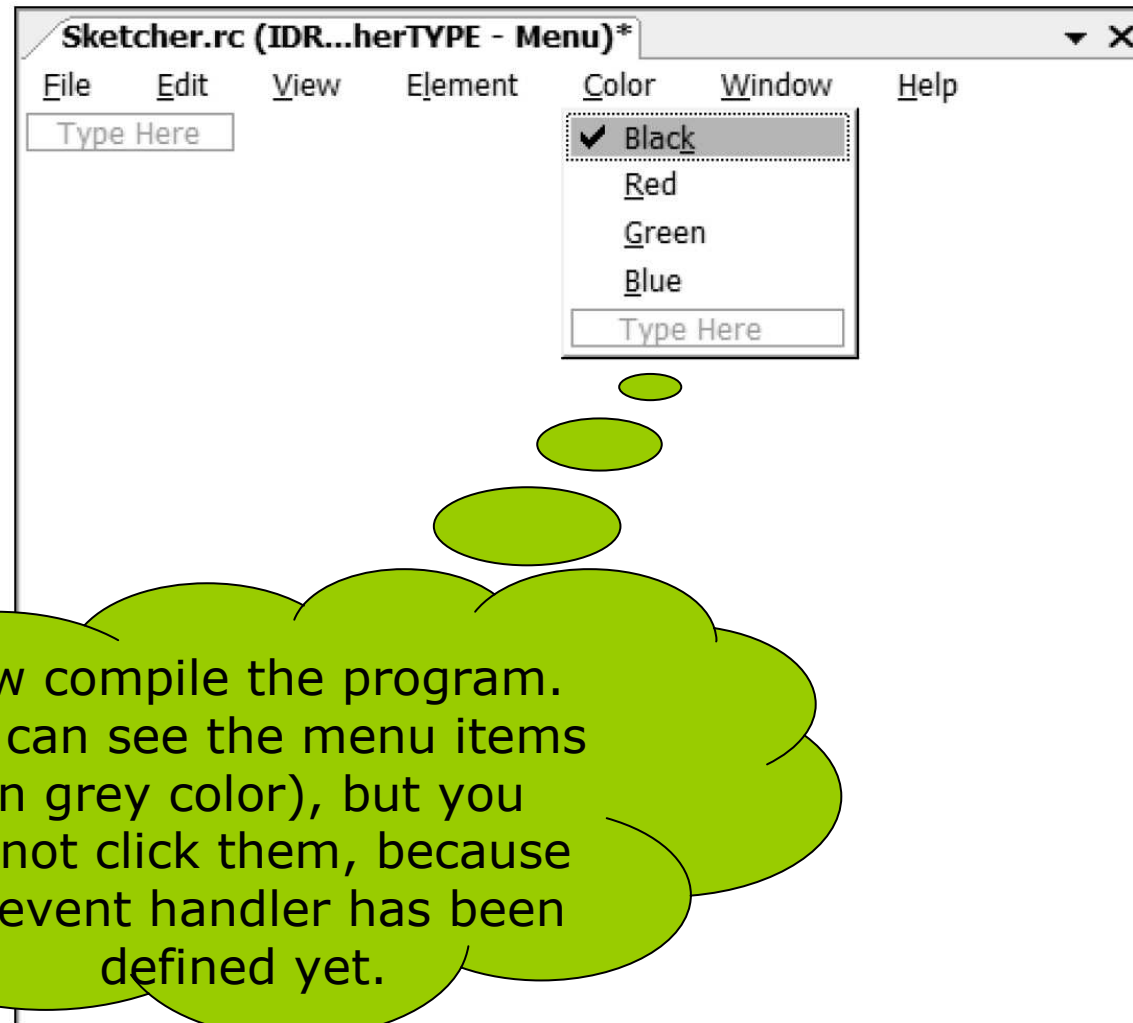 Sketcher.rc (IDR...herTYPE - Menu)*
File Edit View Element Color Window Help
Type Here
Black
Red
Green
Blue
Type Here
w compile the program.
can see the menu items
n grey color), but you
not click them, because
event handler has been
defined yet.